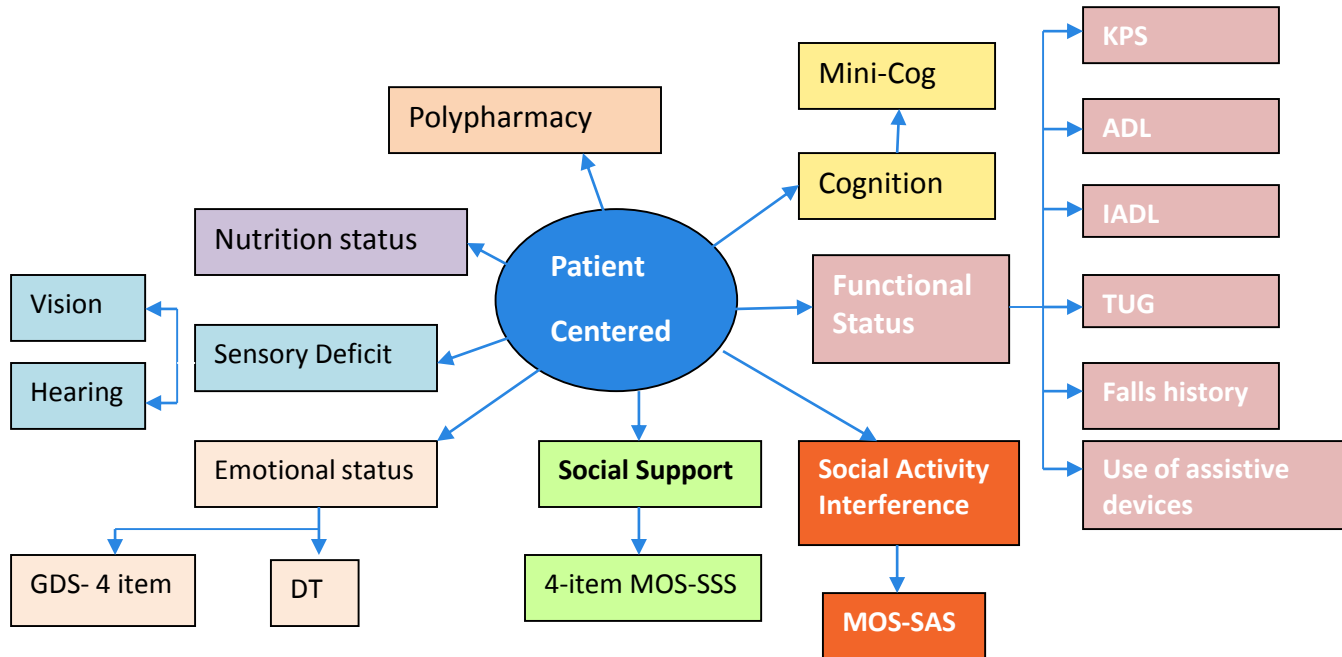 KPS
Mini-Cog
Polypharmacy
ADL
Cognition
IADL
Nutrition status
Patient
Centered
Functional
Status
Vision
Sensory Deficit
TUG
Hearing
Falls history
Emotional status
Social Support
Social Activity
Interference
Use of assistive
devices
GDS- 4 item
DT
4-item MOS-SSS
MOS-SAS